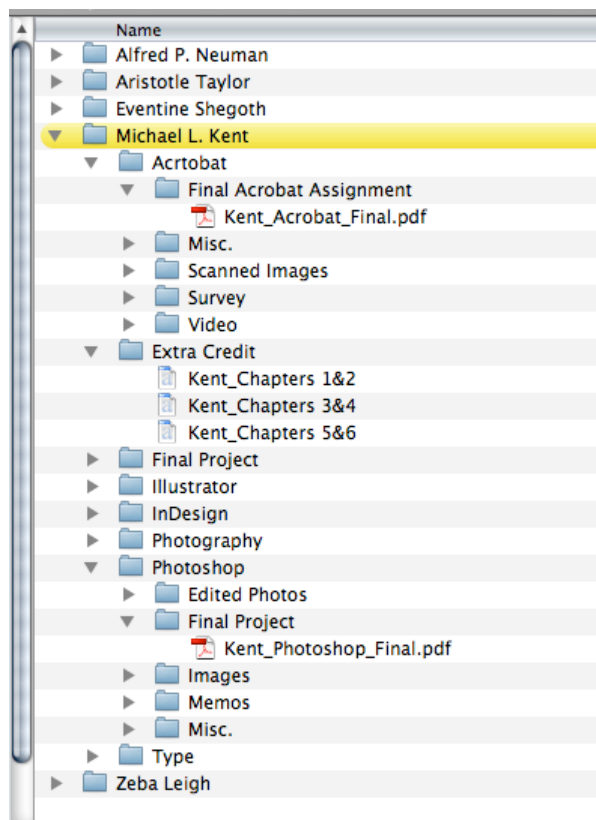 Name
Alfred P. Neuman
Aristotle Taylor
Eventine Shegoth
Michael L. Kent
Acrtobat
Final Acrobat Assignment
Kent_Acrobat_Final.pdf
Misc.
Scanned Images
Survey
Video
Extra Credit
Kent_Chapters 1&2
Kent_Chapters 3&4
Kent_Chapters 5&6
Final Project
Illustrator
InDesign
Photography
Photoshop
Edited Photos
Final Project
Kent_Photoshop_Final.pdf
Images
Memos
Misc.
Type
Zeba Leigh